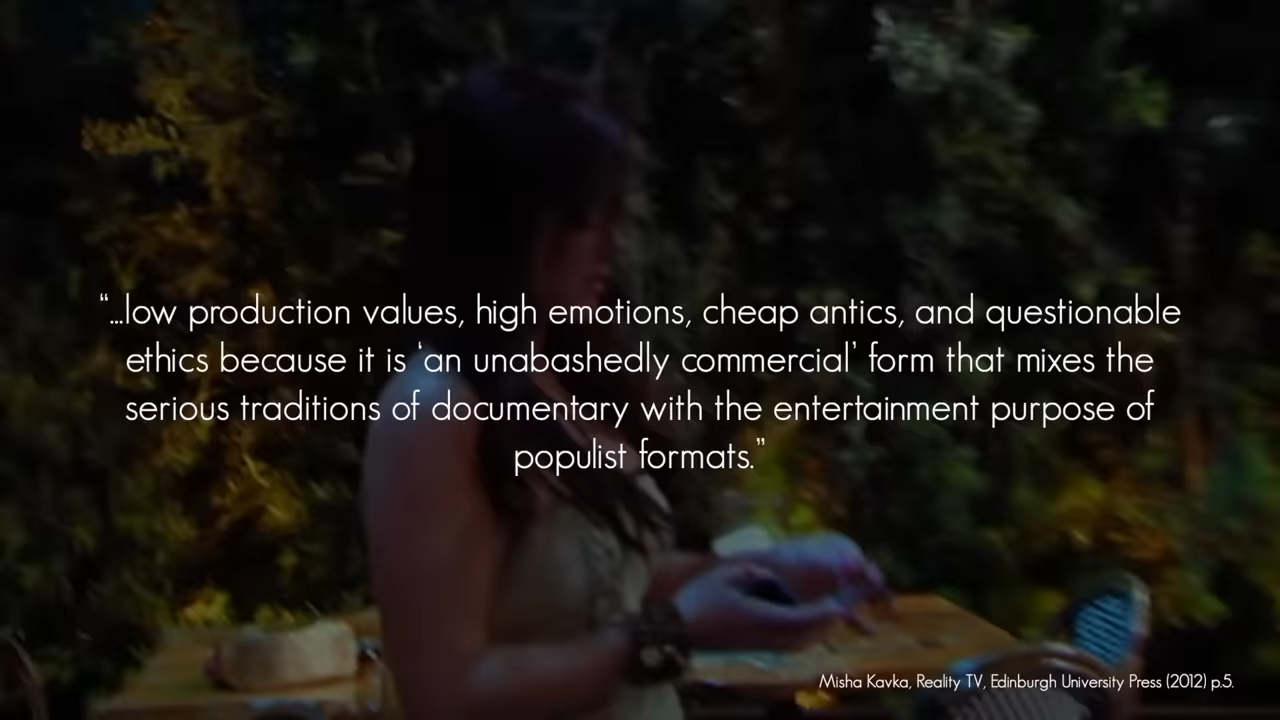 “...low production values, high emotions, cheap antics, and questionable
ethics because it is ‘an unabashedly commercial’ form that mixes the
serious traditions of documentary with the entertainment purpose of
populist formats.”
Misha Kavka, Reality TV, Edinburgh University Press (2012) p.5.